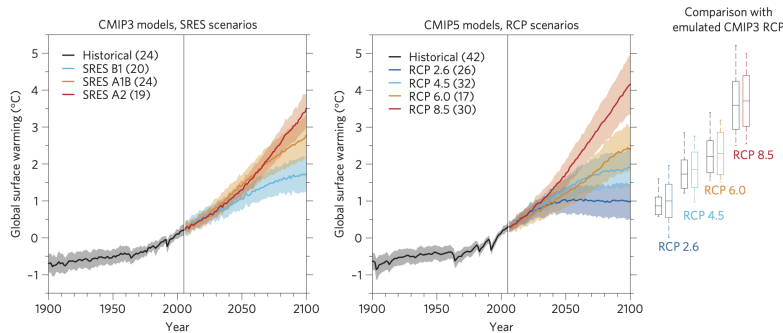 CMIP3 models, SRES scenarios
Historical (24)
SRES B1 (20)
SRES A1B (24)
SRES A2 (19)
Global surface warming (°C)
5
4
3
2
1
0
−1
1900
1950
2000
2050
2100
Year
CMIP5 models, RCP scenarios
Historical (42)
RCP 2.6 (26)
RCP 4.5 (32)
RCP 6.0 (17)
RCP 8.5 (30)
Global surface warming (°C)
5
4
3
2
1
0
−1
1900
1950
2000
2050
2100
Year
Comparison with
emulated CMIP3 RCP
RCP 8.5
RCP 6.0
RCP 4.5
RCP 2.6